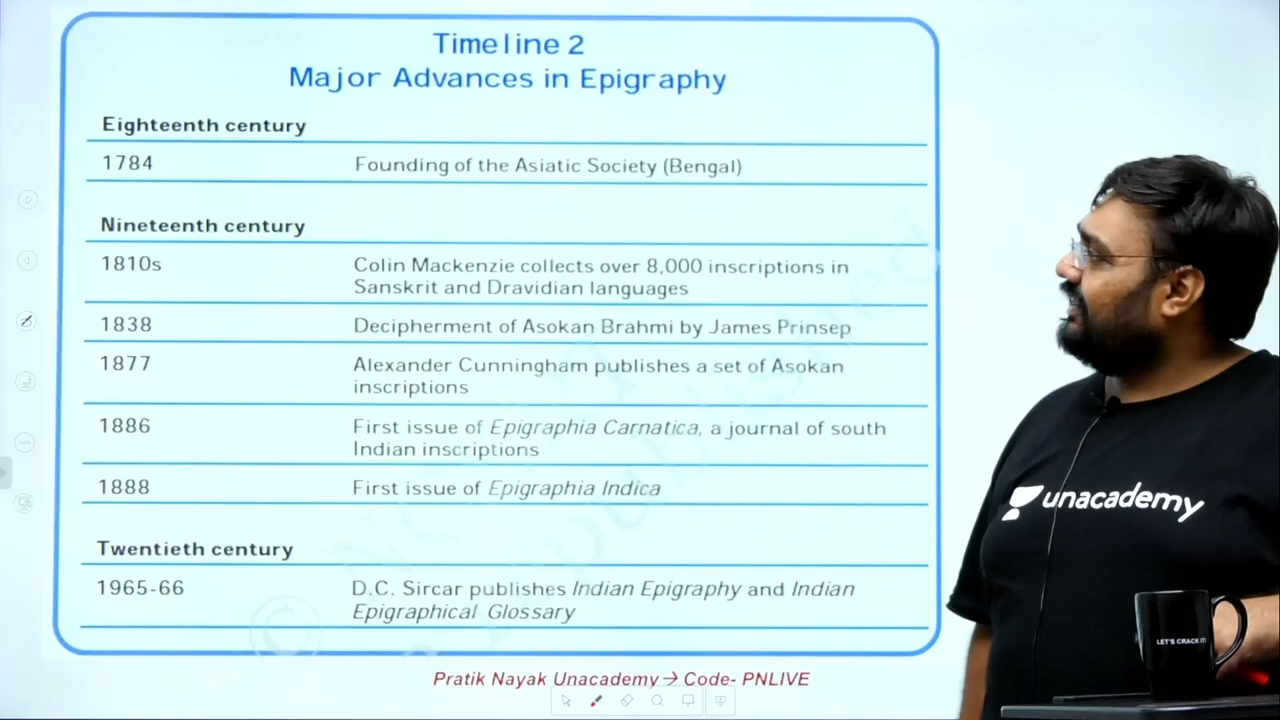 Timeline 2
Major Advances in Epigraphy
Eighteenth century
1784 Founding of the Asiatic Society (Bengal)
Nineteenth century
1810s Colin Mackenzie collects over 8,000 inscriptions in
Sanskrit and Dravidian languages
1838 Decipherment of Asokan Brahmi by James Prinsep
1877 Alexander Cunningham publishes a set of Asokan
inscriptions
1886 First issue of Epigraphia Carnatica, a journal of south
Indian inscriptions
1888 First issue of Epigraphia Indica
Twentieth century
1965-66 D.C. Sircar publishes Indian Epigraphy and Indian
Epigraphical Glossary
Pratik Nayak Unacademy → Code- PNLIVE
unacademy
LET'S CRACK IT!